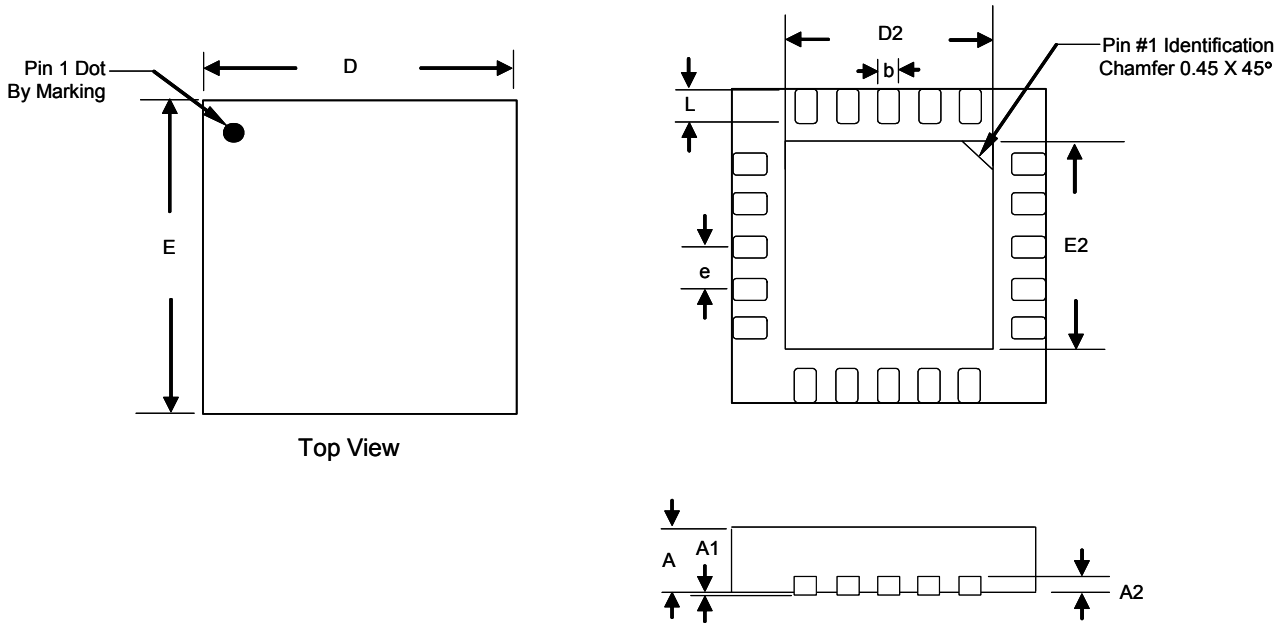 Pin 1 Dot
By Marking
D
E
Top View
D2
b
L
Pin #1 Identification
Chamfer 0.45 X 45°
e
E2
A
A1
A2